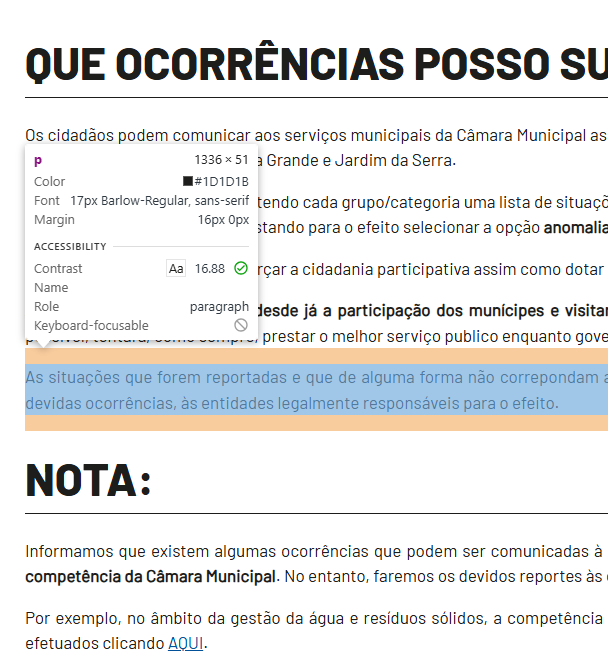 QUE OCORRÊNCIAS POSSO SU
Os cidadãos podem comunicar aos serviços municipais da Câmara Municipal as
p 1336 × 51
a Grande e Jardim da Serra.
Color #1D1D1B
Font 17px Barlow-Regular, sans-serif
tendo cada grupo/categoria uma lista de situaçõ
Margin 16px 0px
stando para o efeito selecionar a opção anomalia
ACCESSIBILITY
Contrast Aa 16.88
rçar a cidadania participativa assim como dotar
Name
Role paragraph
desde já a participação dos munícipes e visitan
Keyboard-focusable
prestar o melhor serviço publico enquanto gove
As situações que forem reportadas e que de alguma forma não correpondam a
devidas ocorrências, às entidades legalmente responsáveis para o efeito.
NOTA:
Informamos que existem algumas ocorrências que podem ser comunicadas à
competência da Câmara Municipal. No entanto, faremos os devidos reportes às
Por exemplo, no âmbito da gestão da água e resíduos sólidos, a competência
efetuados clicando AQUI.